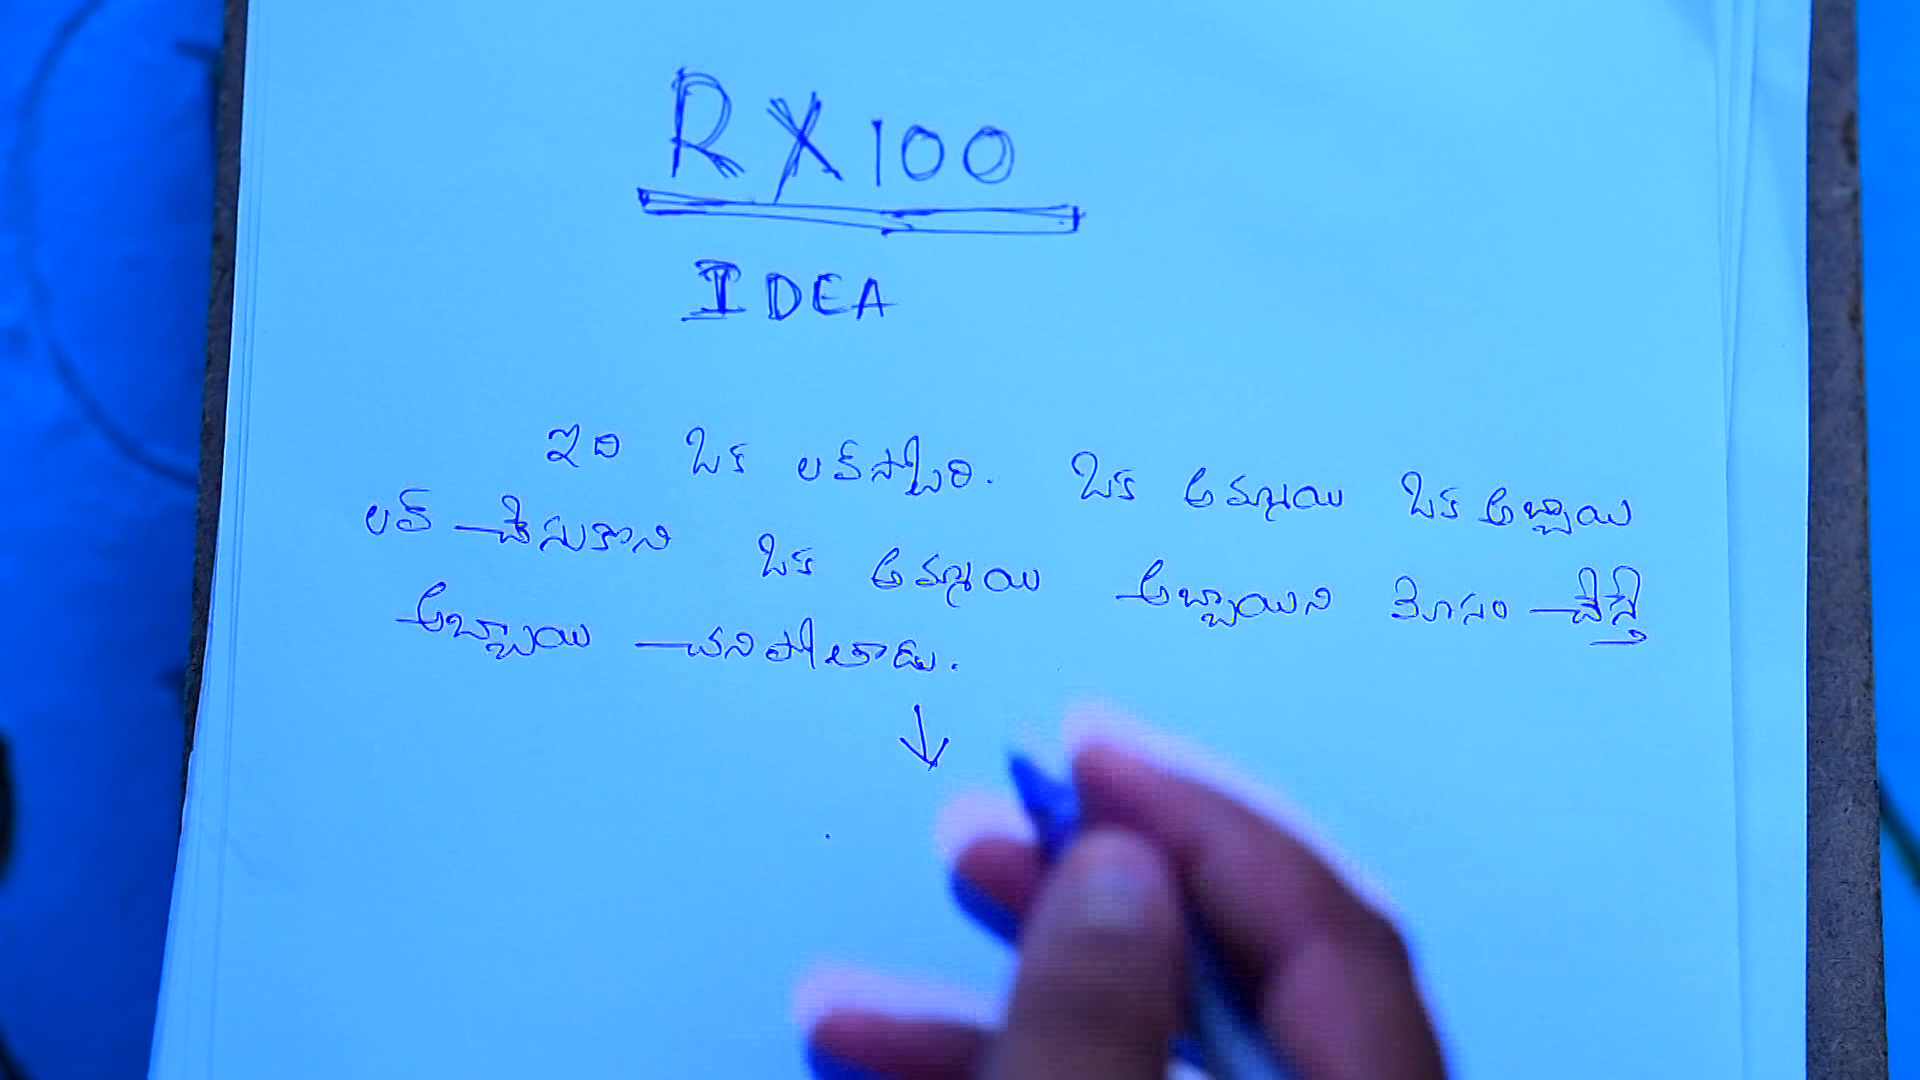 RX100
IDEA
ఇది ఒక లవ్‌స్టోరి. ఒక అమ్మాయి ఒక అబ్బాయి
లవ్ చేసుకొని ఒక అమ్మాయి అబ్బాయిని మోసం చేస్తే
అబ్బాయి చనిపోతాడు.